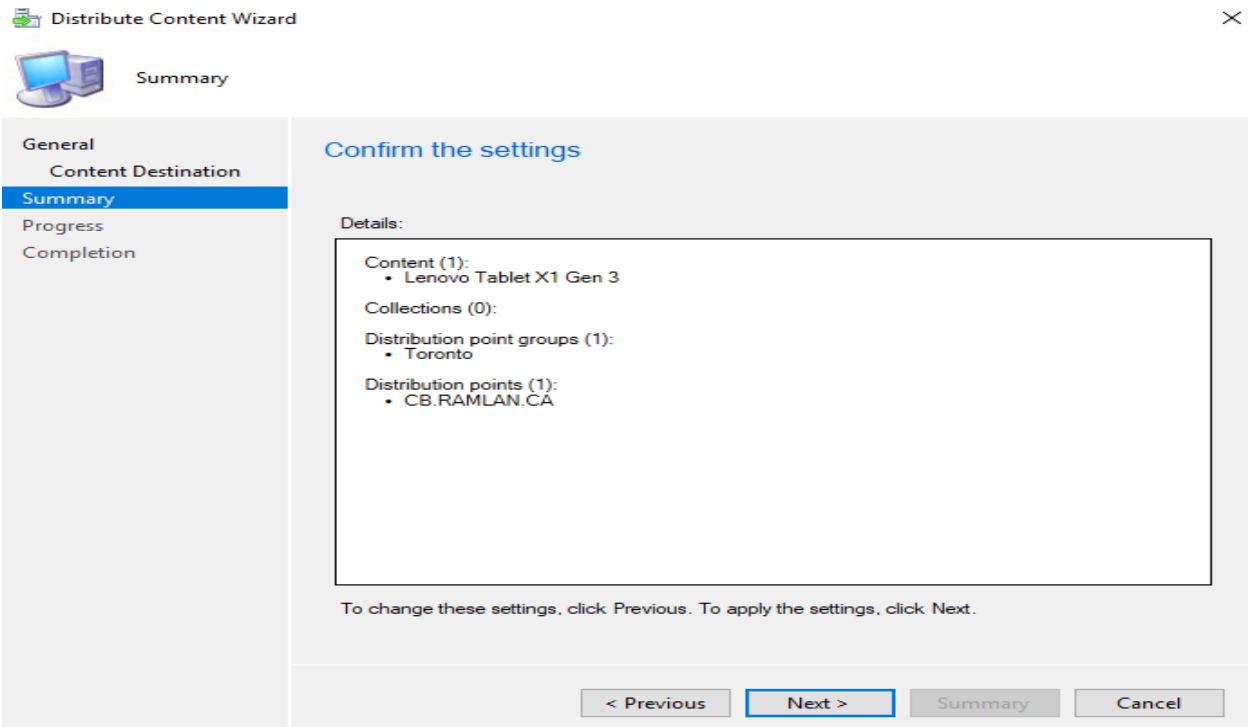 Distribute Content Wizard
Summary
General
Content Destination
Summary
Progress
Completion
Confirm the settings
Details:
Content (1):
• Lenovo Tablet X1 Gen 3
Collections (0):
Distribution point groups (1):
• Toronto
Distribution points (1):
• CB.RAMLAN.CA
To change these settings, click Previous. To apply the settings, click Next.
< Previous Next > Summary Cancel